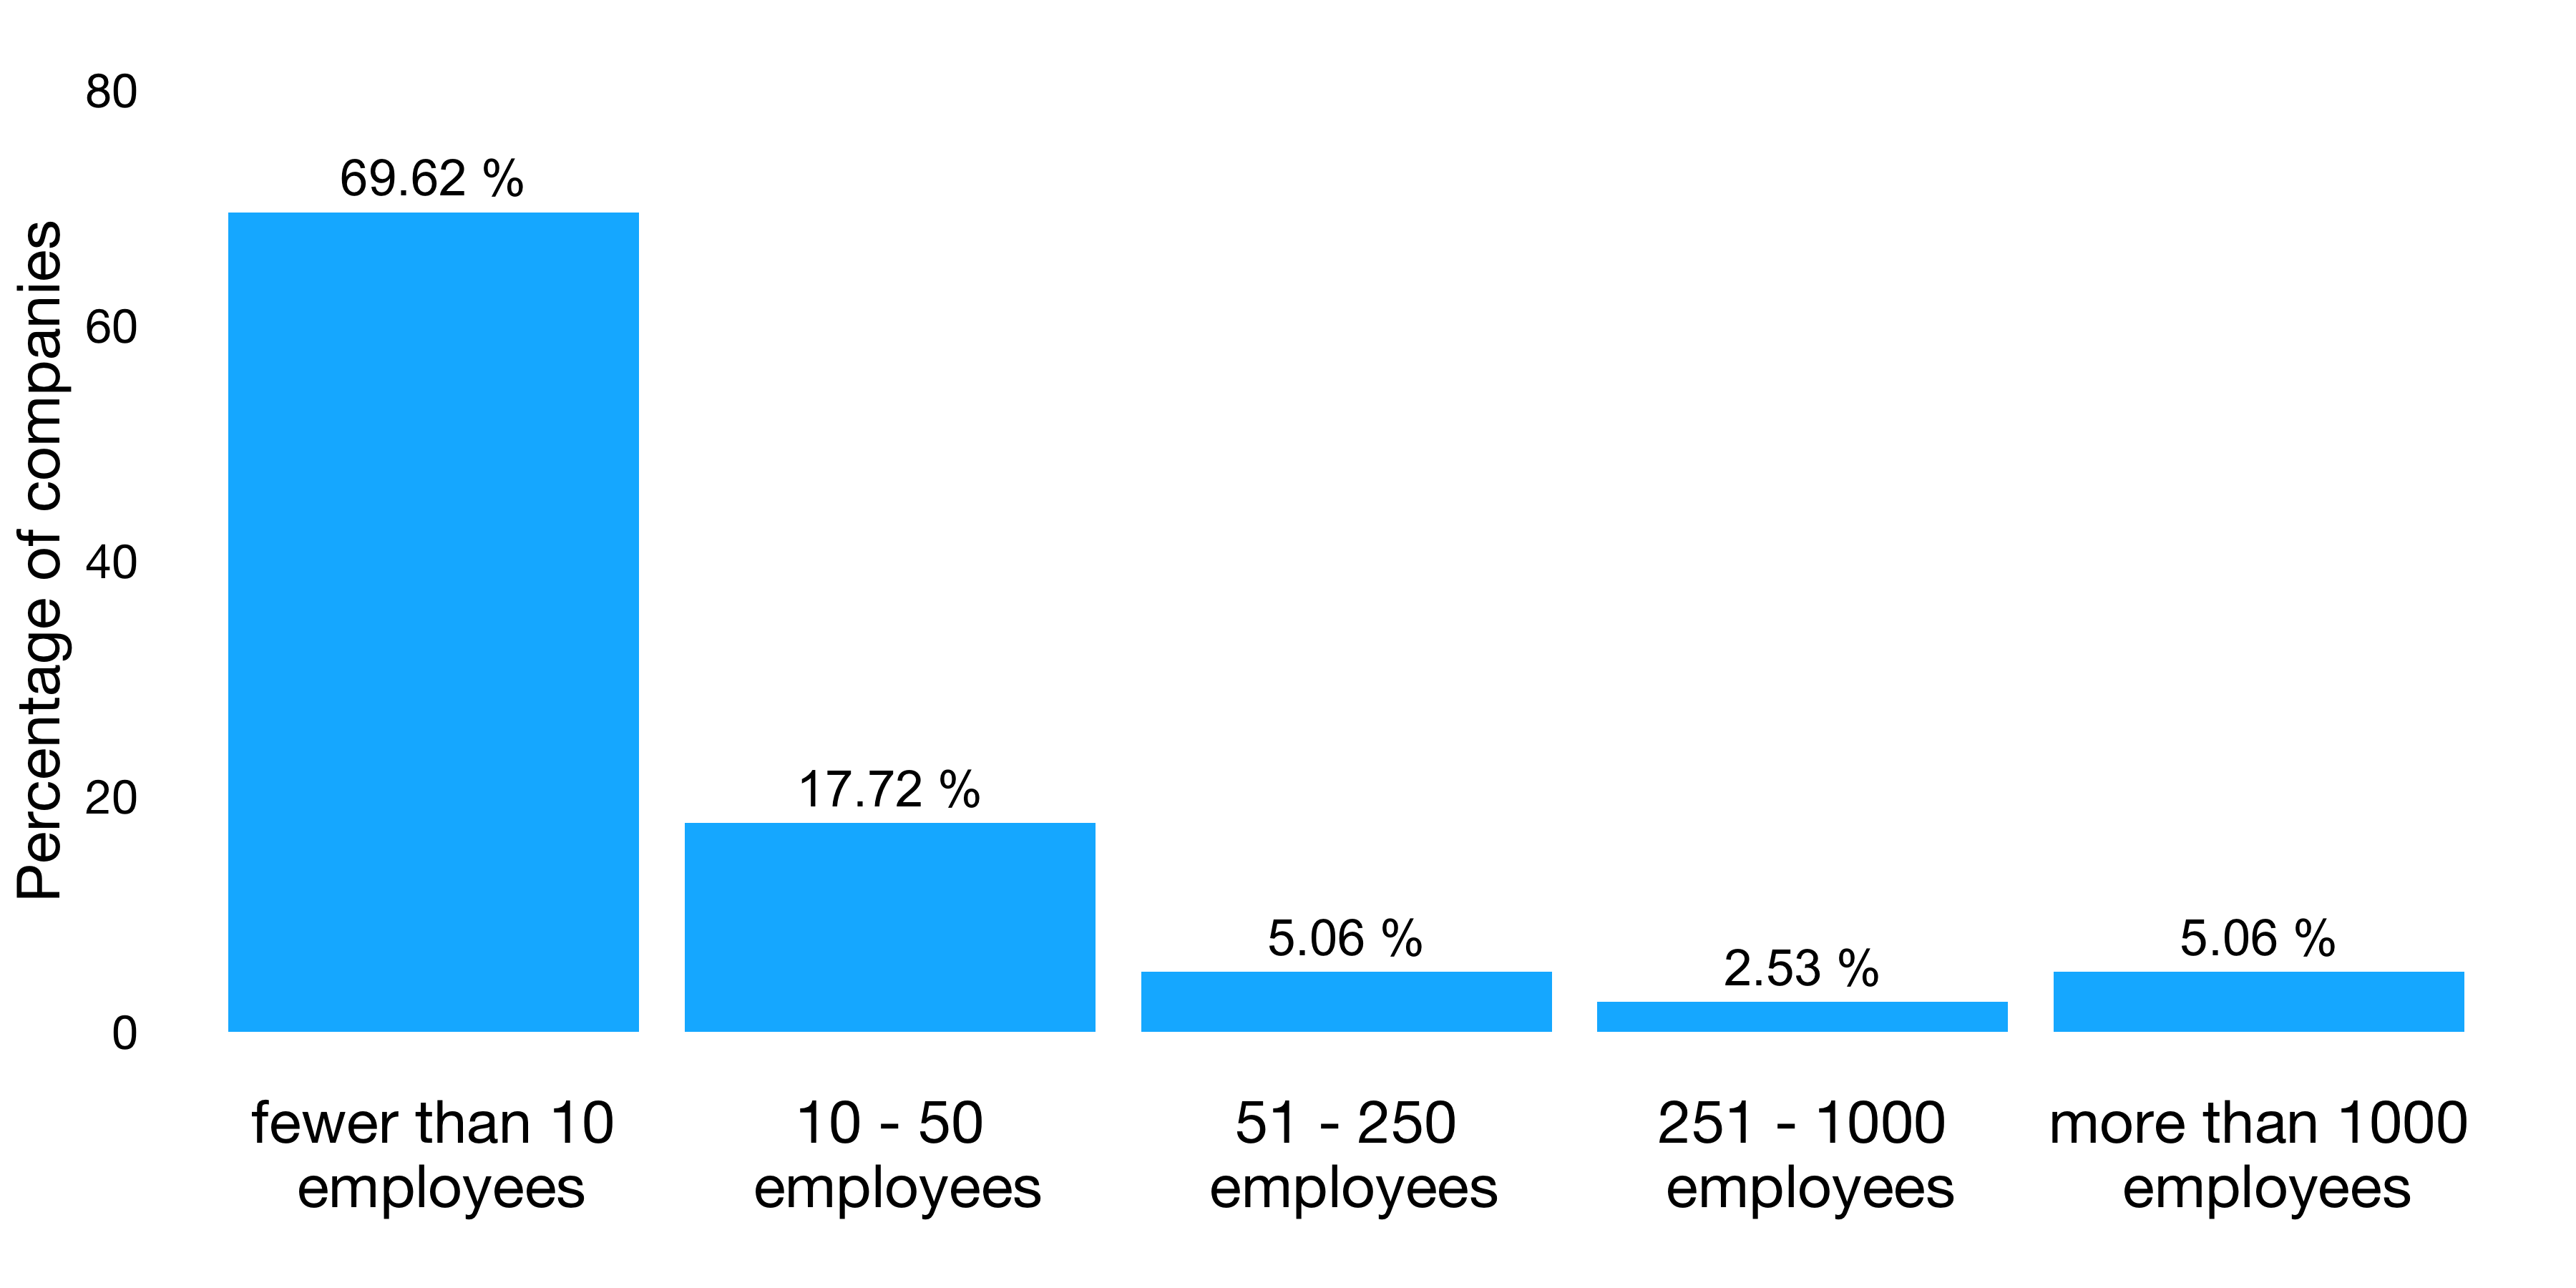 Percentage of companies
80
60
40
20
0
69.62 %
17.72 %
5.06 %
2.53 %
5.06 %
fewer than 10
employees
10 - 50
employees
51 - 250
employees
251 - 1000
employees
more than 1000
employees